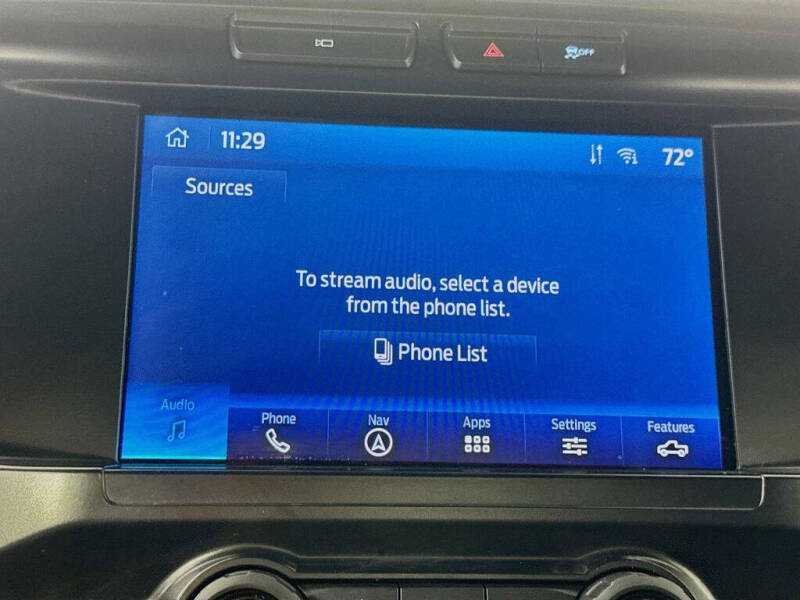 OFF
11:29
72°
Sources
To stream audio, select a device
from the phone list.
Phone List
Audio
Phone
Nav
Apps
Settings
Features